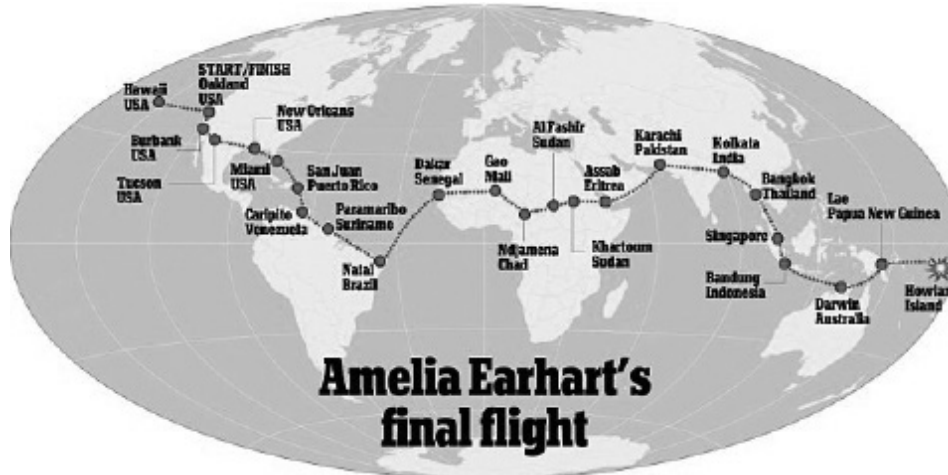 Hawaii
USA
START/FINISH
Oakland
USA
New Orleans
USA
Burbank
USA
Tucson
USA
Miami
USA
San Juan
Puerto Rico
Caripito
Venezuela
Paramaribo
Suriname
Natal
Brazil
Dakar
Senegal
Gao
Mali
Ndjamena
Chad
Al Fashir
Sudan
Khartoum
Sudan
Assab
Eritrea
Karachi
Pakistan
Kolkata
India
Bangkok
Thailand
Singapore
Bandung
Indonesia
Darwin
Australia
Lae
Papua New Guinea
Howlan
Island
Amelia Earhart's
final flight